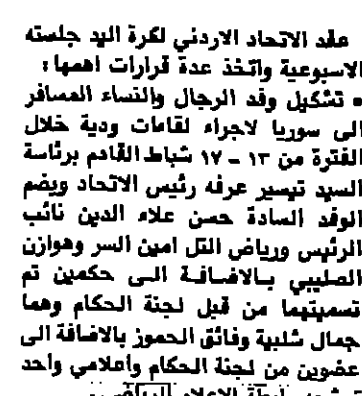 عقد الاتحاد الاردني لكرة اليد جلسته
الاسبوعية واتخذ عدة قرارات اهمها :
• تشكيل وفد الرجال والنساء المسافر
الى سوريا لاجراء لقاءات ودية خلال
الفترة من ١٣ - ١٧ شباط القادم برئاسة
السيد تيسير عرفه رئيس الاتحاد ويضم
الوفد السادة حسن علاء الدين نائب
الرئيس ورياض التل امين السر وهوازن
الصليبي بالاضافة الى حكمين تم
تسميتهما من قبل لجنة الحكام وهما
جمال شلبية وفائق الحموز بالاضافة الى
عضوين من لجنة الحكام واعلامي واحد
رابطة الاعلام الرياضي